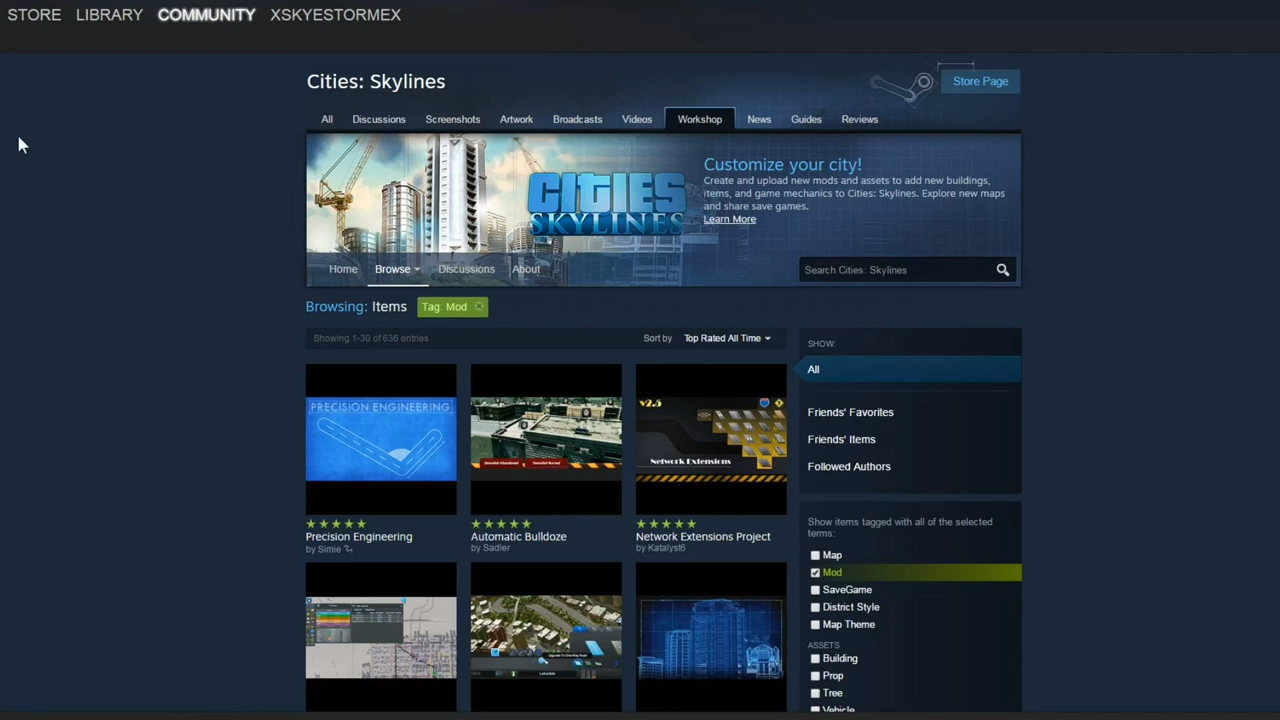 STORE LIBRARY COMMUNITY XSKYESTORMEX
Cities: Skylines
Store Page
All Discussions Screenshots Artwork Broadcasts Videos Workshop News Guides Reviews
CITIES
SKYLINES
Customize your city!
Create and upload new mods and assets to add new buildings,
items, and game mechanics to Cities: Skylines. Explore new maps
and share save games.
Learn More
Home Browse Discussions About
Search Cities: Skylines
Browsing: Items Tag: Mod
Showing 1-30 of 636 entries
Sort by Top Rated All Time
PRECISION ENGINEERING
Demolish Abandoned Demolish Burned
v2.5
Network Extensions
Precision Engineering
by Simie
Automatic Bulldoze
by Sadler
Network Extensions Project
by Katalyst6
SHOW:
All
Friends' Favorites
Friends' Items
Followed Authors
Show items tagged with all of the selected
terms:
Map
Mod
SaveGame
District Style
Map Theme
ASSETS
Building
Prop
Tree
Vehicle